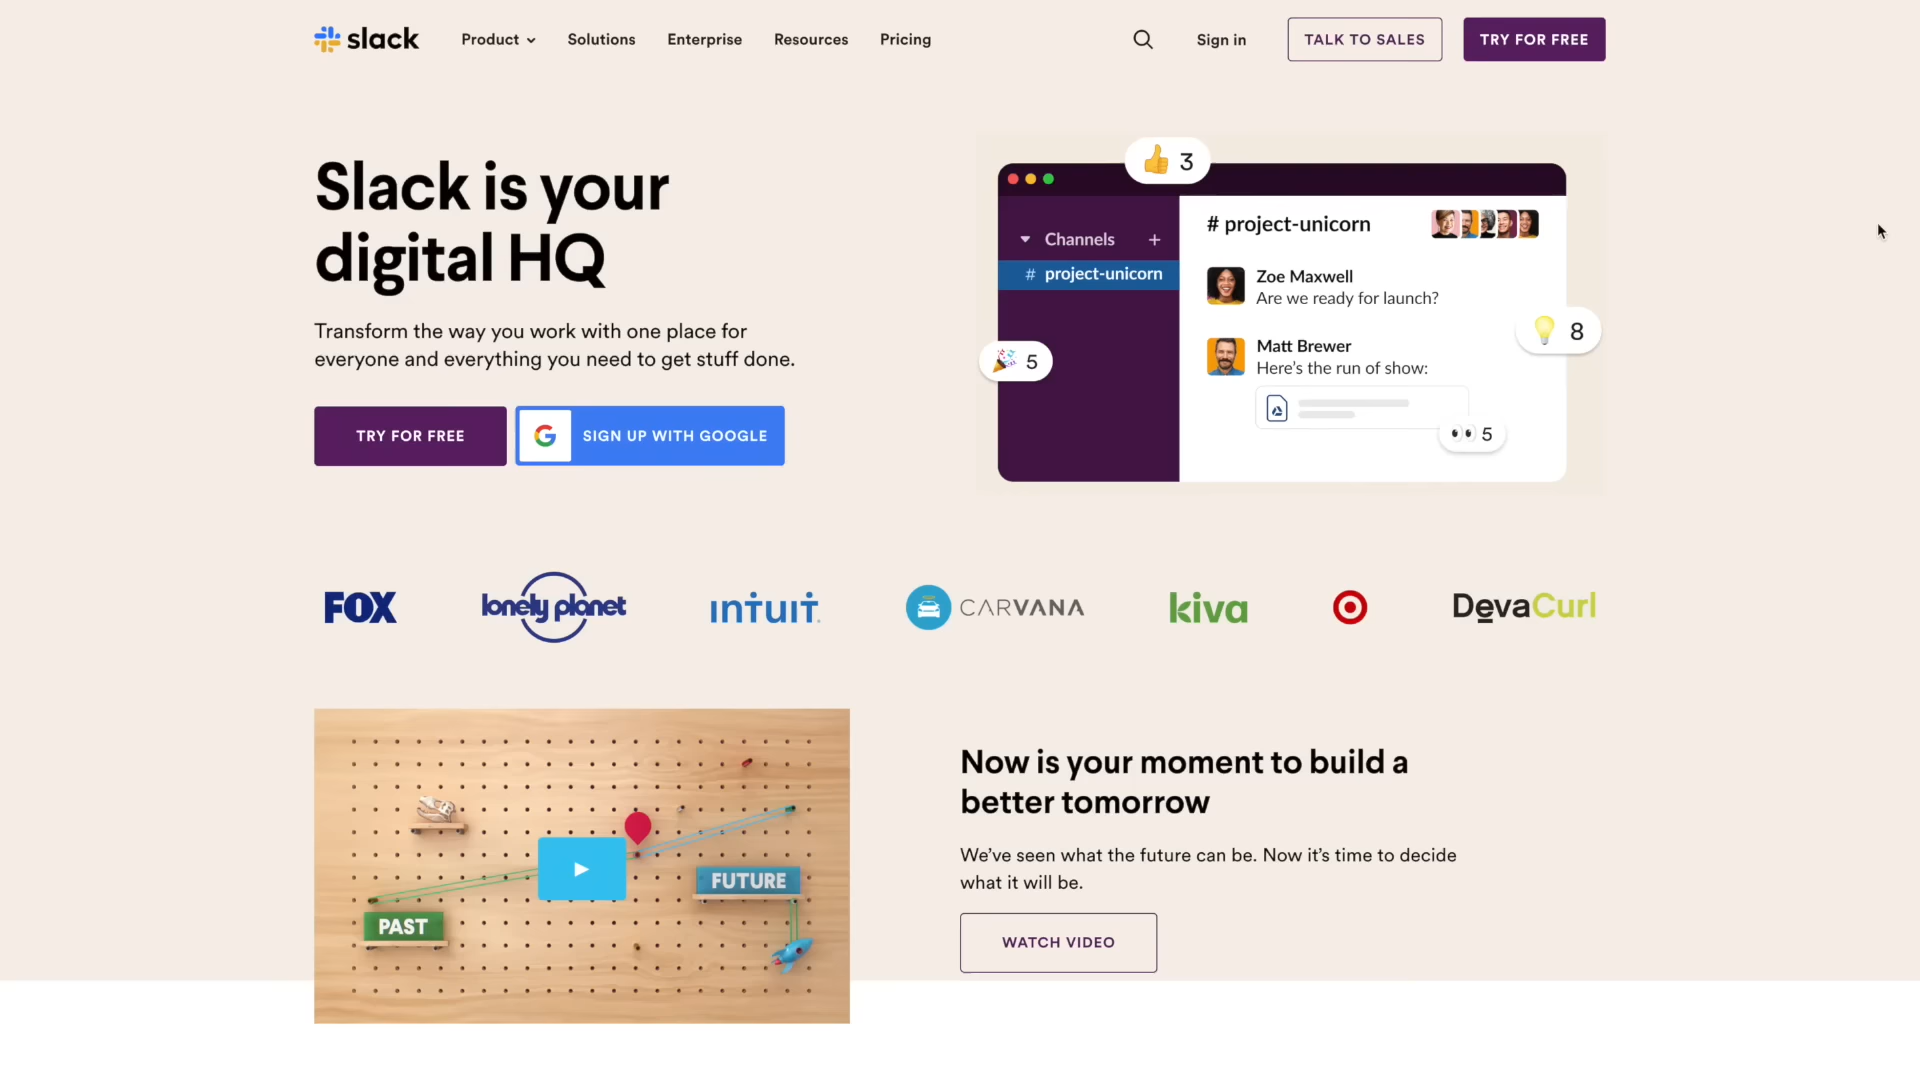 slack
Product
Solutions
Enterprise
Resources
Pricing
Sign in
TALK TO SALES
TRY FOR FREE
Slack is your
digital HQ
Transform the way you work with one place for
everyone and everything you need to get stuff done.
TRY FOR FREE
SIGN UP WITH GOOGLE
3
Channels +
# project-unicorn
# project-unicorn
Zoe Maxwell
Are we ready for launch?
8
Matt Brewer
Here's the run of show:
5
5
FOX
lonely planet
intuit
CARVANA
kiva
DevaCurl
PAST
FUTURE
Now is your moment to build a
better tomorrow
We've seen what the future can be. Now it's time to decide
what it will be.
WATCH VIDEO